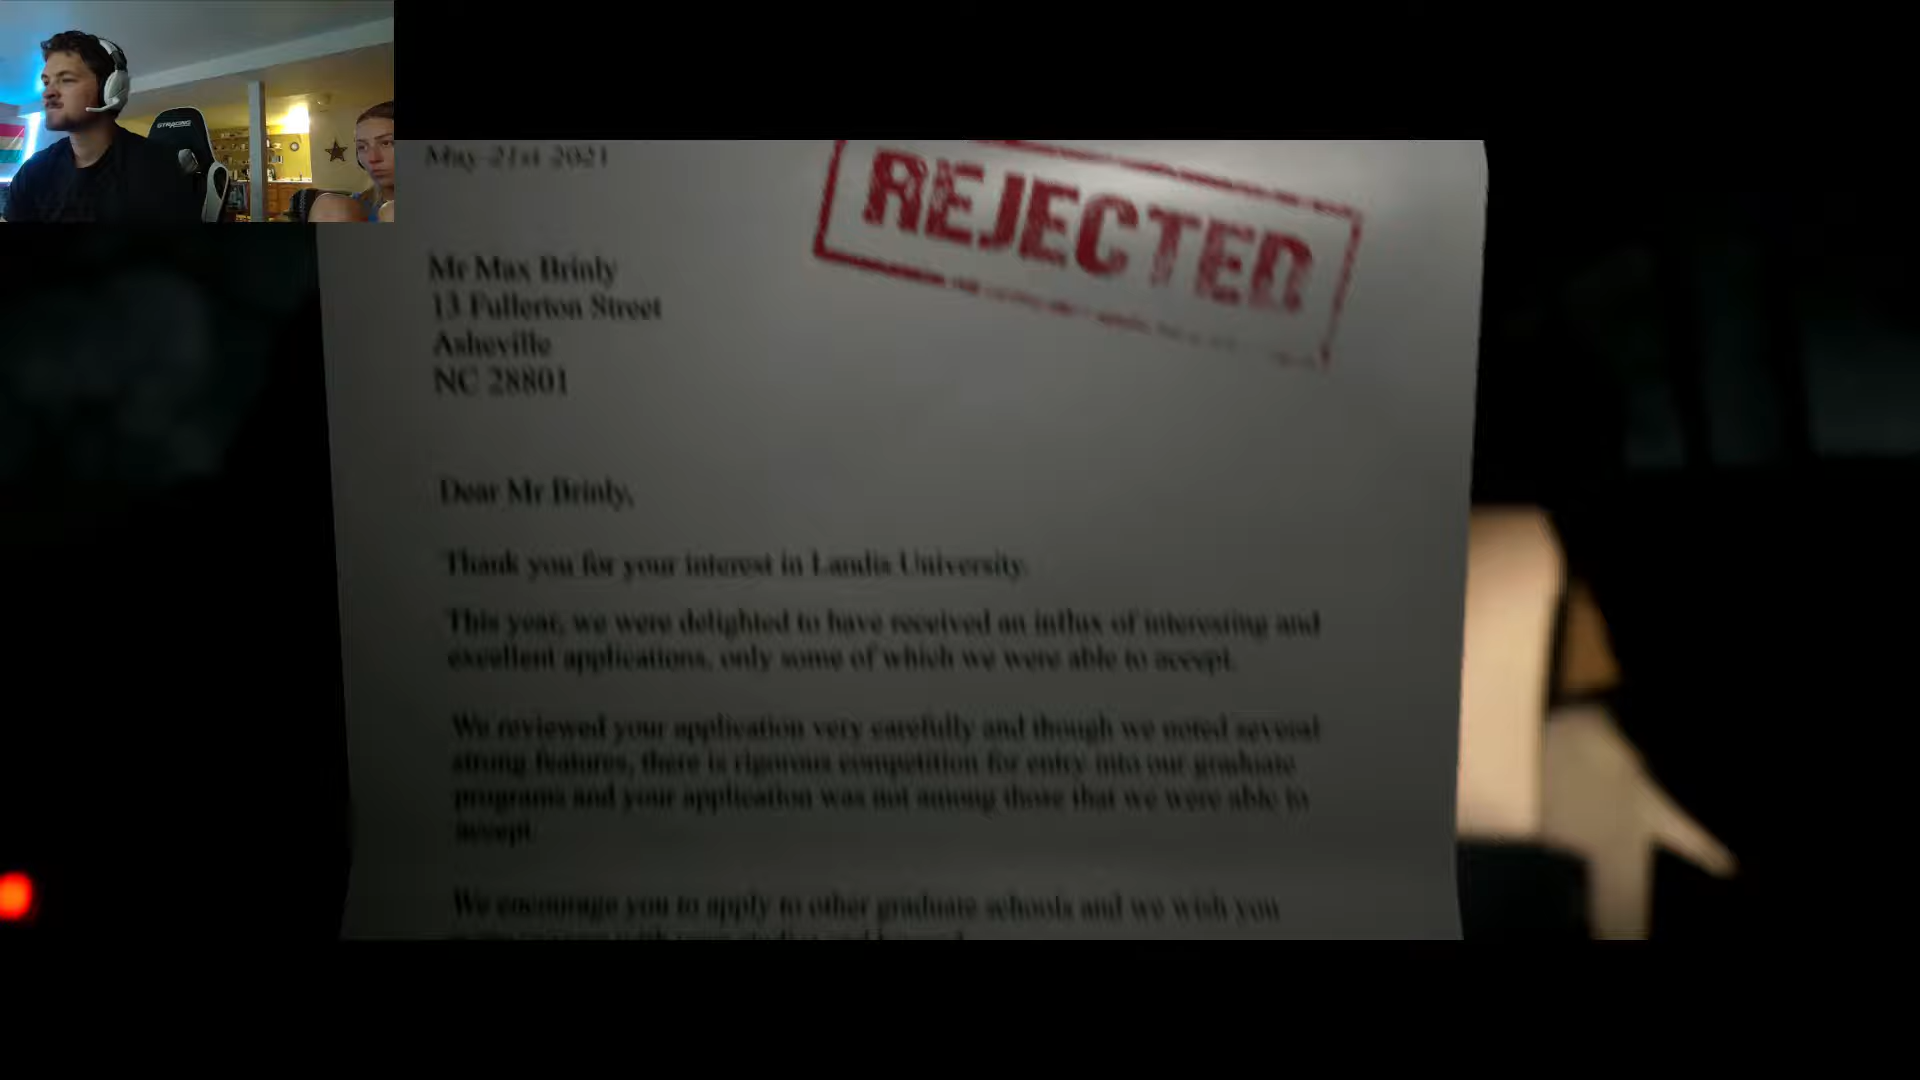 GTRACING
May 21st 2021
REJECTED
Mr Max Brinly
13 Fullerton Street
Asheville
NC 28801
Dear Mr Brinly,
Thank you for your interest in Landis University.
This year, we were delighted to have received an influx of interesting and
excellent applications, only some of which we were able to accept.
We reviewed your application very carefully and though we noted several
strong features, there is rigorous competition for entry into our graduate
programs and your application was not among those that we were able to
accept.
We encourage you to apply to other graduate schools and we wish you